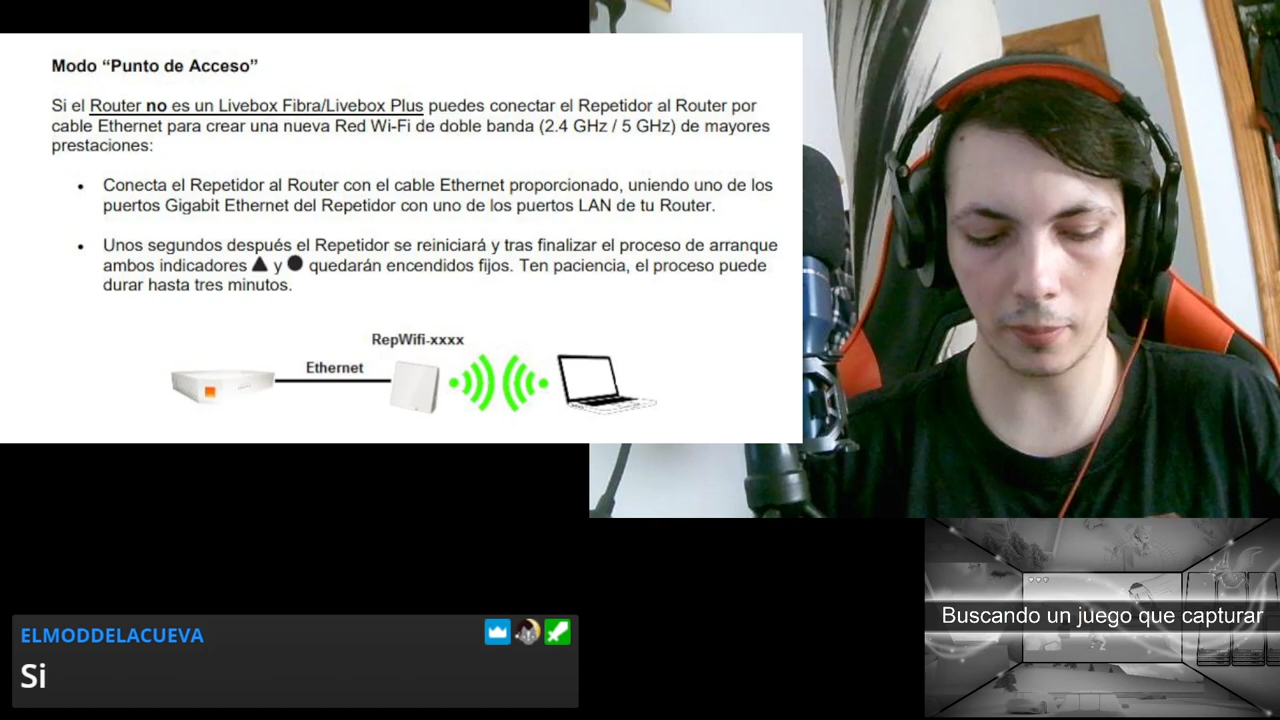 Modo “Punto de Acceso”
Si el Router no es un Livebox Fibra/Livebox Plus puedes conectar el Repetidor al Router por
cable Ethernet para crear una nueva Red Wi-Fi de doble banda (2.4 GHz / 5 GHz) de mayores
prestaciones:
• Conecta el Repetidor al Router con el cable Ethernet proporcionado, uniendo uno de los
puertos Gigabit Ethernet del Repetidor con uno de los puertos LAN de tu Router.
• Unos segundos después el Repetidor se reiniciará y tras finalizar el proceso de arranque
ambos indicadores ▲ y ● quedarán encendidos fijos. Ten paciencia, el proceso puede
durar hasta tres minutos.
RepWifi-xxxx
Ethernet
Buscando un juego que capturar
ELMODDELACUEVA
Si